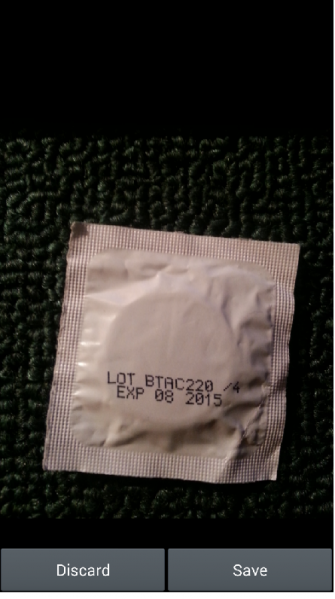 LOT BTAC220 /4
EXP 08 2015
Discard
Save